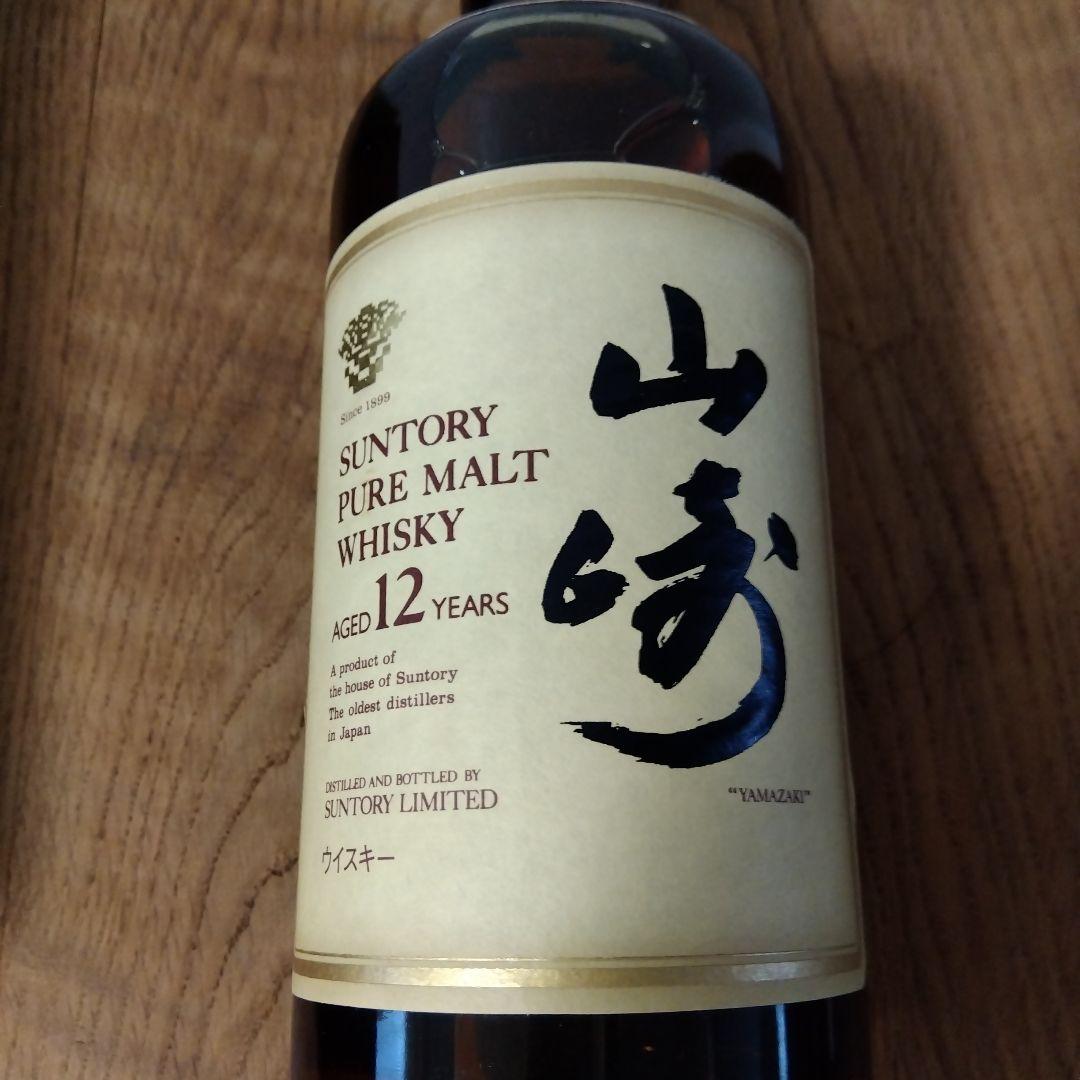 Since 1899
SUNTORY
PURE MALT
WHISKY
AGED 12 YEARS
A product of
the house of Suntory
The oldest distillers
in Japan
DISTILLED AND BOTTLED BY
SUNTORY LIMITED
ウイスキー
山崎
“YAMAZAKI”